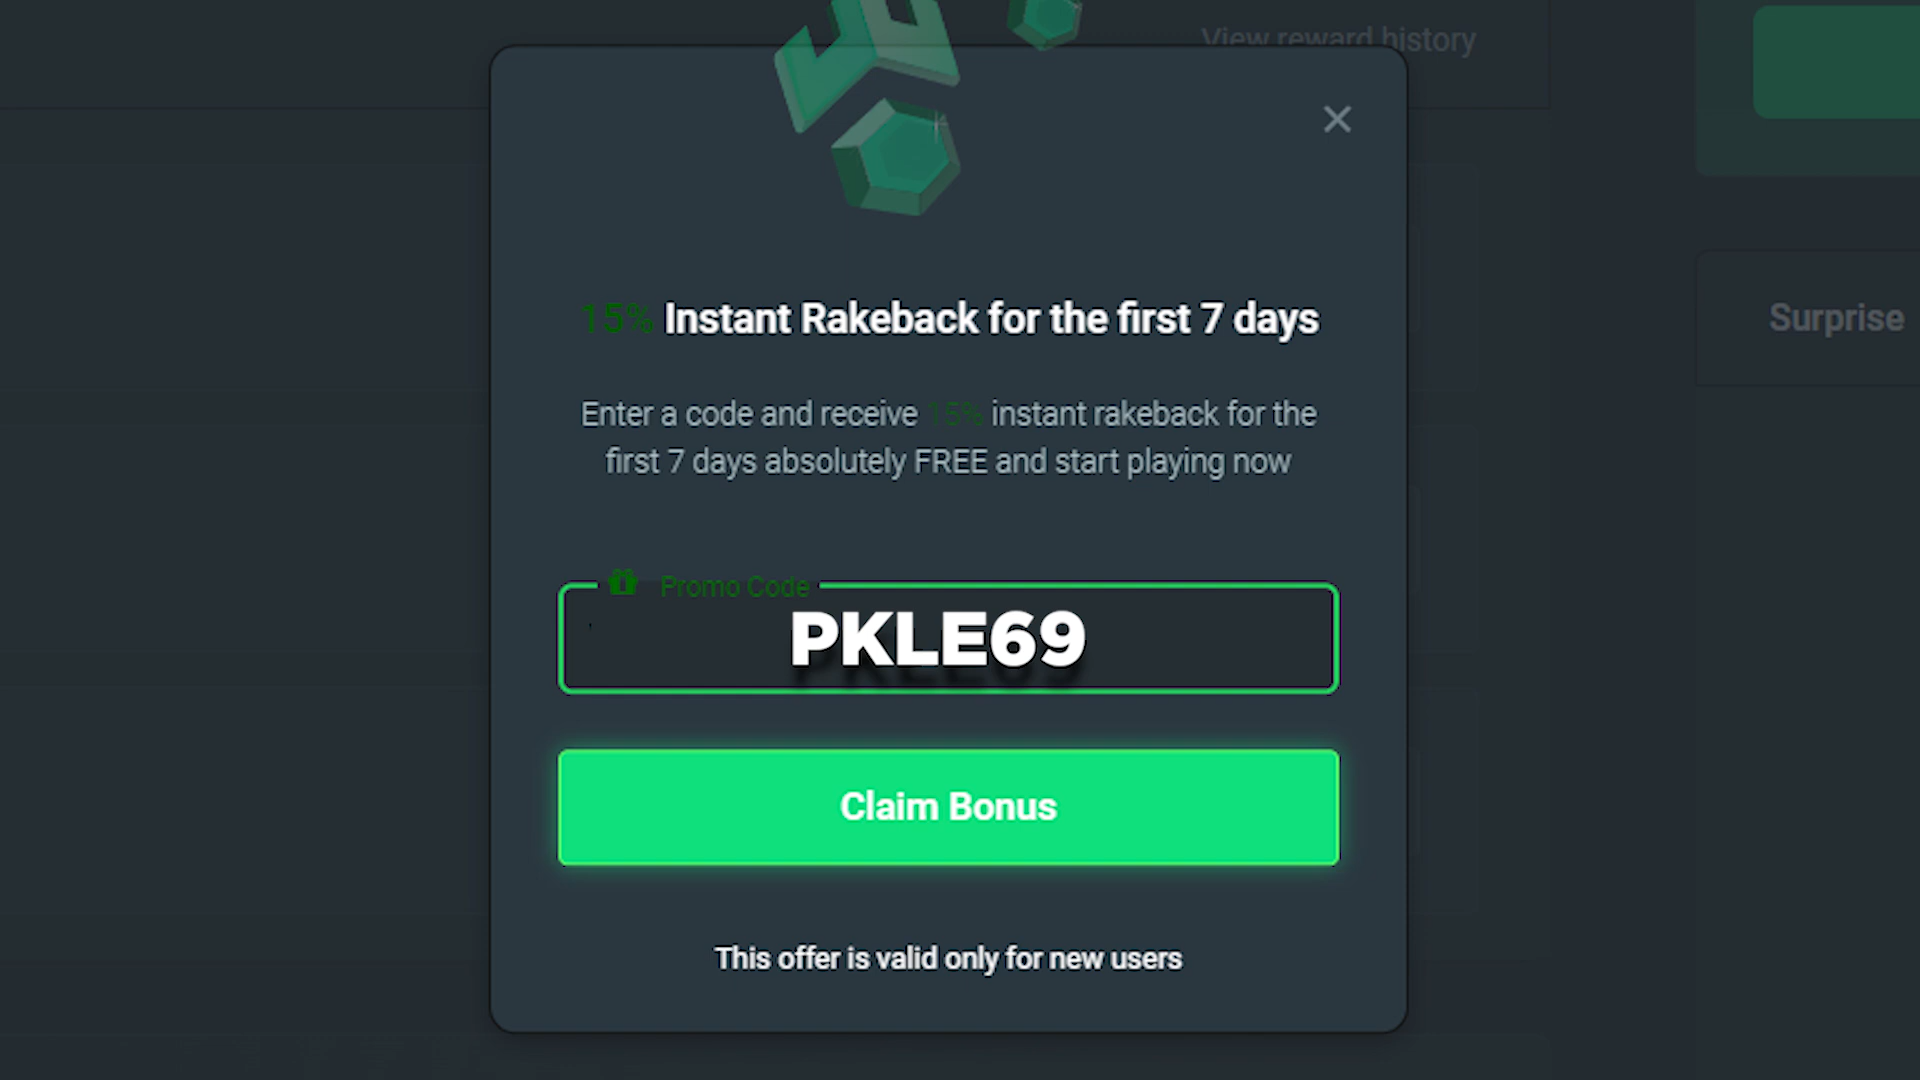 View reward history
15% Instant Rakeback for the first 7 days
Surprise
Enter a code and receive 15% instant rakeback for the
first 7 days absolutely FREE and start playing now
Promo Code
PKLE69
Claim Bonus
This offer is valid only for new users